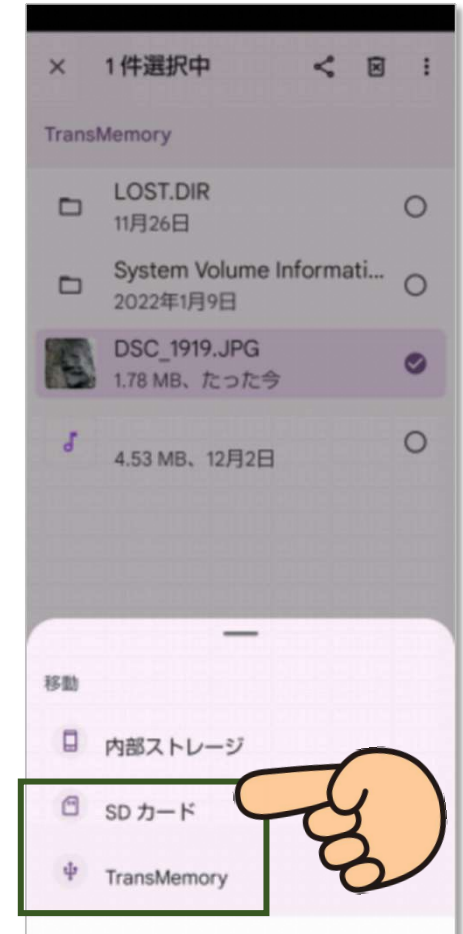 1件選択中
TransMemory
LOST.DIR
11月26日
System Volume Informati...
2022年1月9日
DSC_1919.JPG
1.78 MB、たった今
4.53 MB、12月2日
移動
内部ストレージ
SD カード
TransMemory